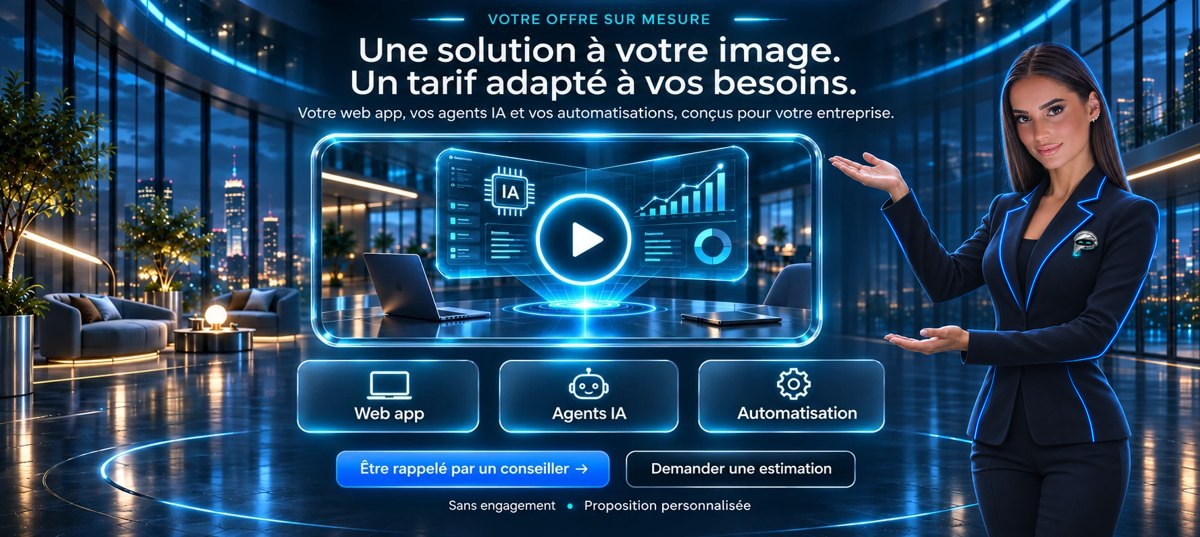 VOTRE OFFRE SUR MESURE
Une solution à votre image.
Un tarif adapté à vos besoins.
Votre web app, vos agents IA et vos automatisations, conçus pour votre entreprise.
IA
Web app
Agents IA
Automatisation
Être rappelé par un conseiller →
Demander une estimation
Sans engagement • Proposition personnalisée